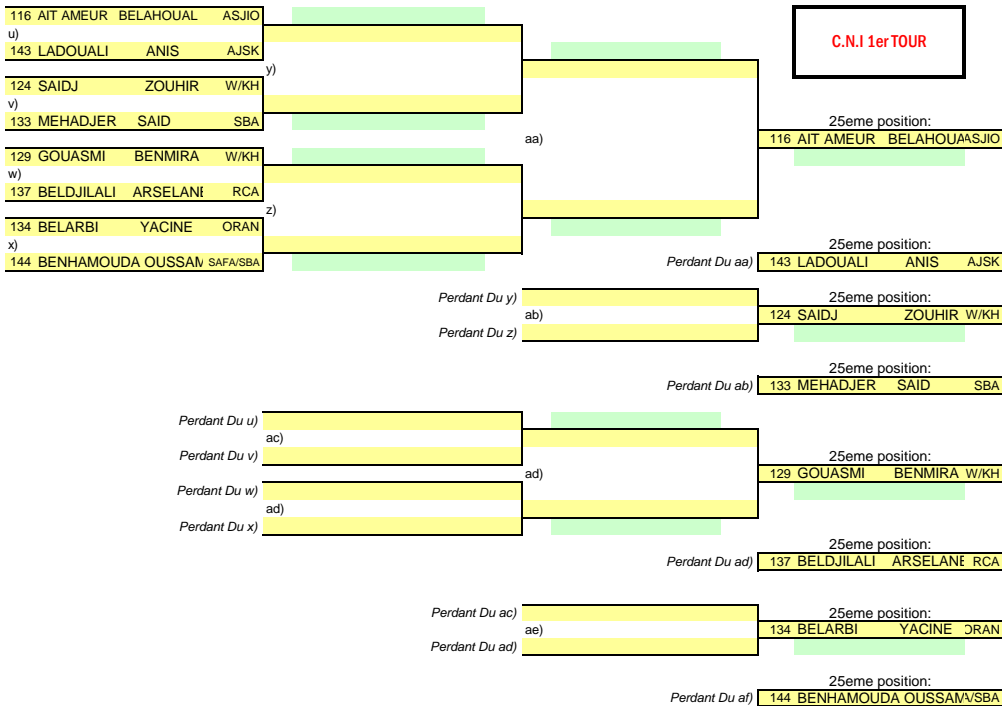 116 AIT AMEUR BELAHOUAL ASJIO
u)
143 LADOUALI ANIS AJSK
y)
124 SAIDJ ZOUHIR W/KH
v)
133 MEHADJER SAID SBA
129 GOUASMI BENMIRA W/KH
w)
137 BELDJILALI ARSELANE RCA
z)
134 BELARBI YACINE ORAN
x)
144 BENHAMOUDA OUSSAM SAFA/SBA
aa)
C.N.I 1er TOUR
25eme position:
116 AIT AMEUR BELAHOUA ASJIO
25eme position:
Perdant Du aa) 143 LADOUALI ANIS AJSK
Perdant Du y)
ab)
Perdant Du z)
25eme position:
124 SAIDJ ZOUHIR W/KH
25eme position:
Perdant Du ab) 133 MEHADJER SAID SBA
Perdant Du u)
ac)
Perdant Du v)
ad)
Perdant Du w)
ad)
Perdant Du x)
25eme position:
129 GOUASMI BENMIRA W/KH
25eme position:
Perdant Du ad) 137 BELDJILALI ARSELANE RCA
Perdant Du ac)
ae)
Perdant Du ad)
25eme position:
134 BELARBI YACINE ORAN
25eme position:
Perdant Du af) 144 BENHAMOUDA OUSSAM A/SBA